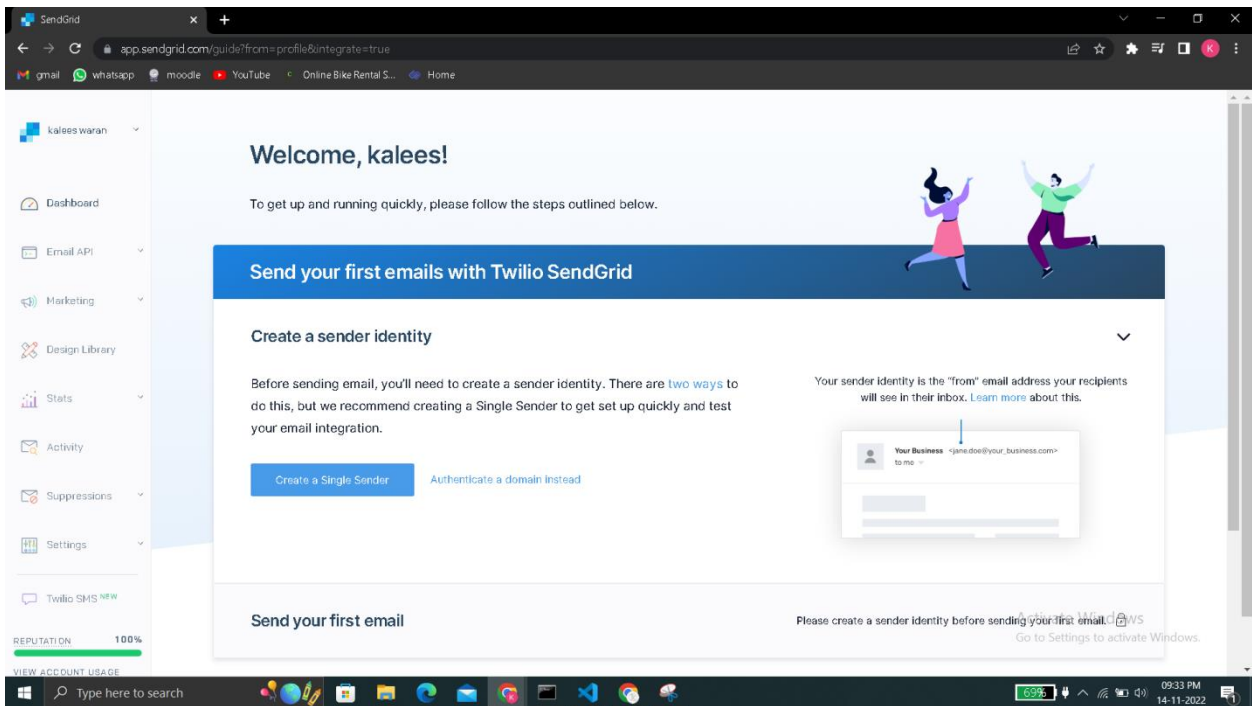 SendGrid
app.sendgrid.com/guide?from=profile&integrate=true
K
gmail whatsapp moodle YouTube Online Bike Rental S... Home
kalees waran
Welcome, kalees!
Dashboard
To get up and running quickly, please follow the steps outlined below.
Email API
Send your first emails with Twilio SendGrid
Marketing
Create a sender identity
Design Library
Before sending email, you'll need to create a sender identity. There are two ways to
do this, but we recommend creating a Single Sender to get set up quickly and test
your email integration.
Your sender identity is the "from" email address your recipients
will see in their inbox. Learn more about this.
Stats
Activity
Your Business <jane.doe@your_business.com>
to me
Create a Single Sender Authenticate a domain instead
Suppressions
Settings
Twilio SMS NEW
Send your first email
Please create a sender identity before sending your first email.
Activate Windows
Go to Settings to activate Windows.
REPUTATION 100%
VIEW ACCOUNT USAGE
Type here to search
69%
09:33 PM
14-11-2022
1